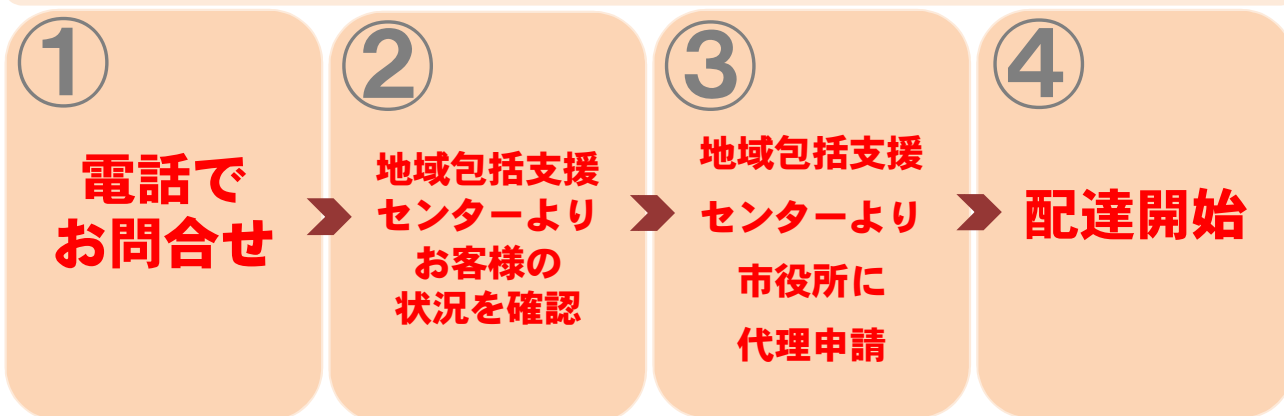 ①
電話で
お問合せ
②
地域包括支援
センターより
お客様の
状況を確認
③
地域包括支援
センターより
市役所に
代理申請
④
配達開始